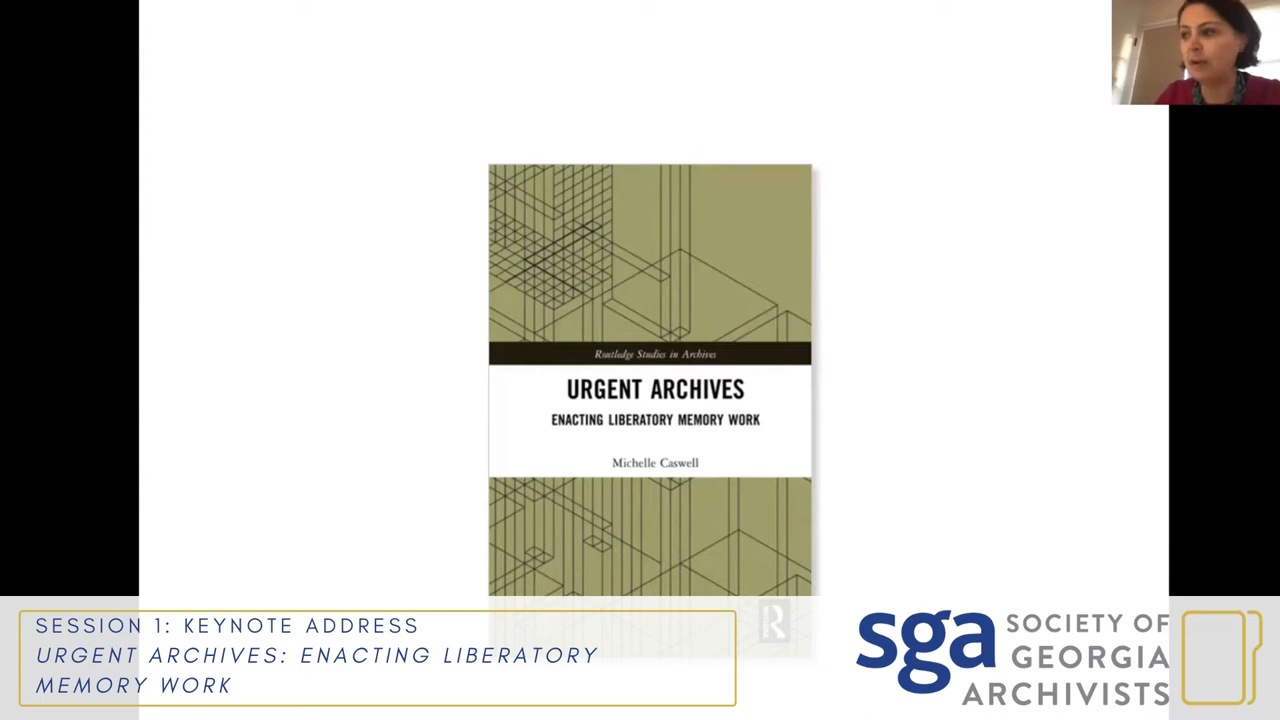 Routledge Studies in Archives
URGENT ARCHIVES
ENACTING LIBERATORY MEMORY WORK
Michelle Caswell
R
SESSION 1: KEYNOTE ADDRESS
URGENT ARCHIVES: ENACTING LIBERATORY
MEMORY WORK
sga
SOCIETY OF
GEORGIA
ARCHIVISTS